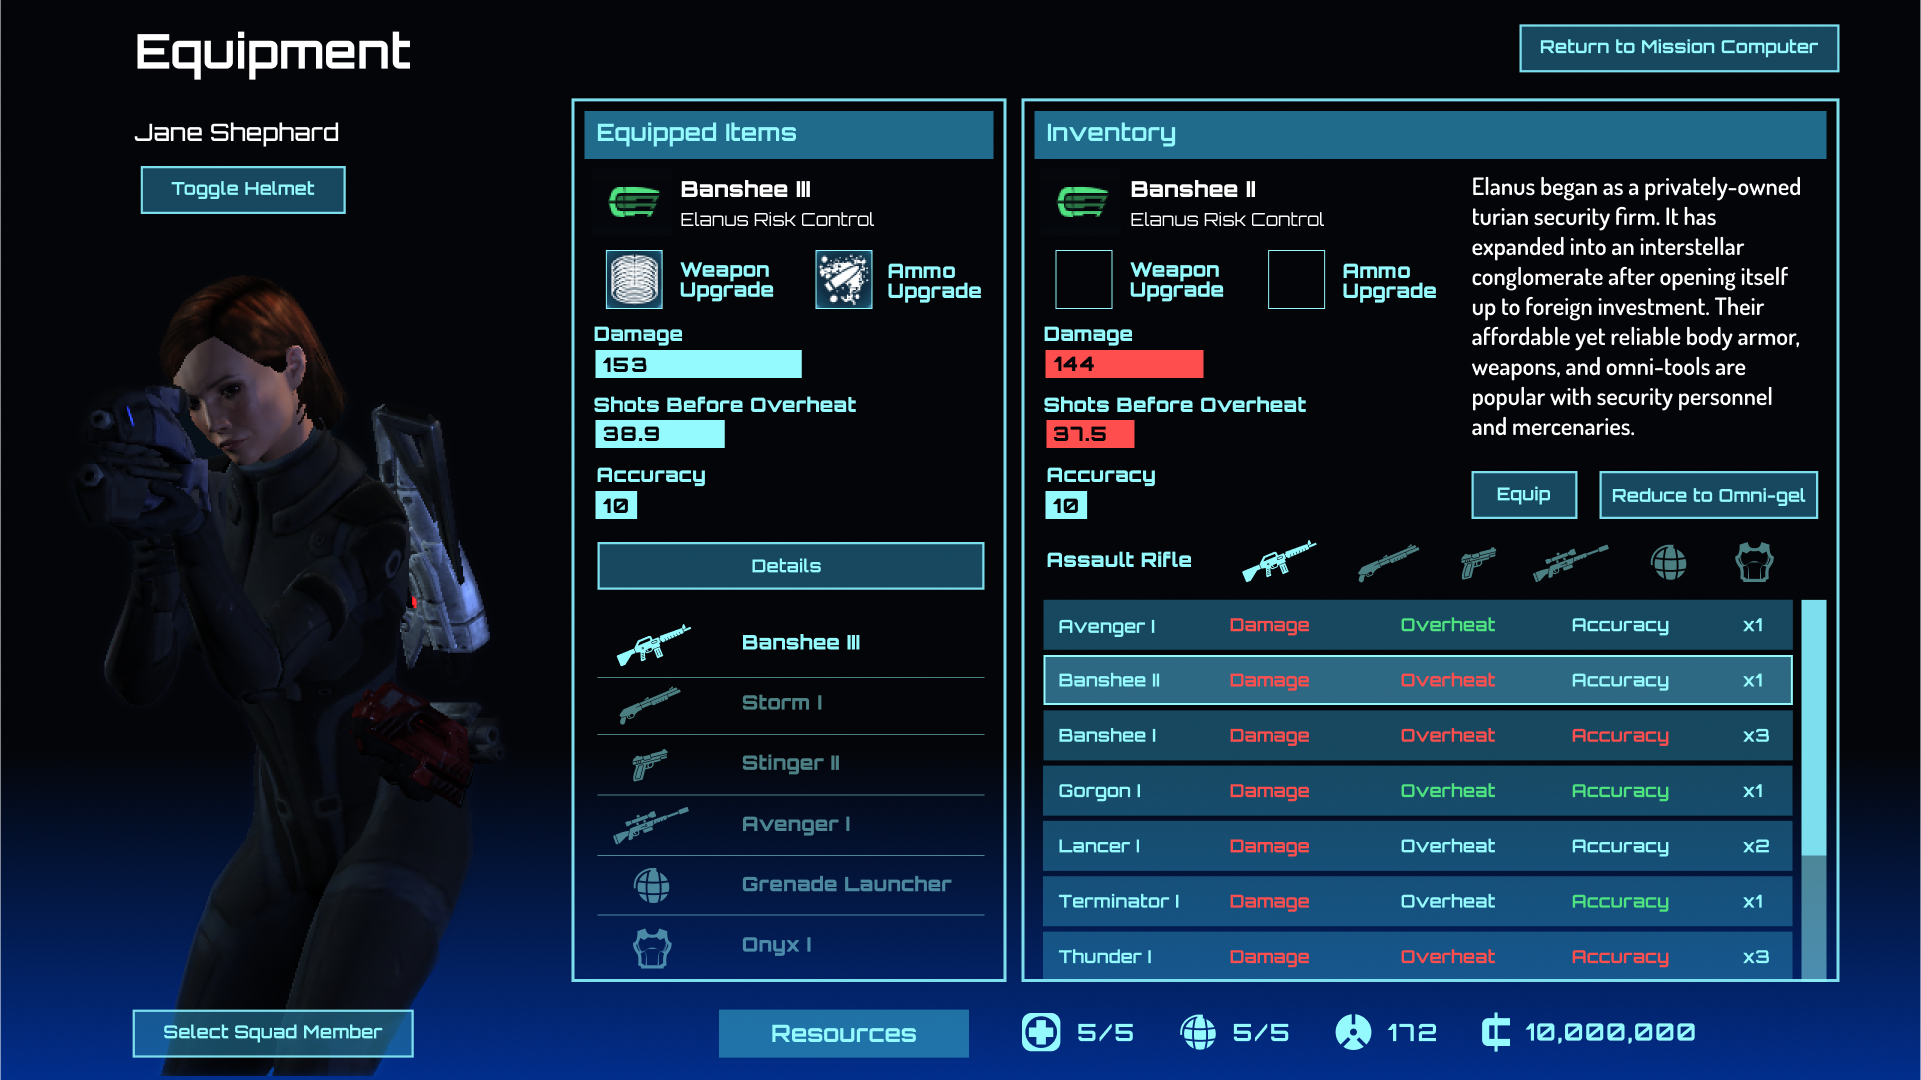 Equipment
Return to Mission Computer
Jane Shephard
Toggle Helmet
Equipped Items
Banshee III
Elanus Risk Control
Weapon
Upgrade
Ammo
Upgrade
Damage
153
Shots Before Overheat
38.9
Accuracy
10
Details
Banshee III
Storm I
Stinger II
Avenger I
Grenade Launcher
Onyx I
Inventory
Banshee II
Elanus Risk Control
Weapon
Upgrade
Ammo
Upgrade
Damage
144
Shots Before Overheat
37.5
Accuracy
10
Elanus began as a privately-owned
turian security firm. It has
expanded into an interstellar
conglomerate after opening itself
up to foreign investment. Their
affordable yet reliable body armor,
weapons, and omni-tools are
popular with security personnel
and mercenaries.
Equip
Reduce to Omni-gel
Assault Rifle
Avenger I Damage Overheat Accuracy x1
Banshee II Damage Overheat Accuracy x1
Banshee I Damage Overheat Accuracy x3
Gorgon I Damage Overheat Accuracy x1
Lancer I Damage Overheat Accuracy x2
Terminator I Damage Overheat Accuracy x1
Thunder I Damage Overheat Accuracy x3
Select Squad Member
Resources
5/5
5/5
172
10,000,000